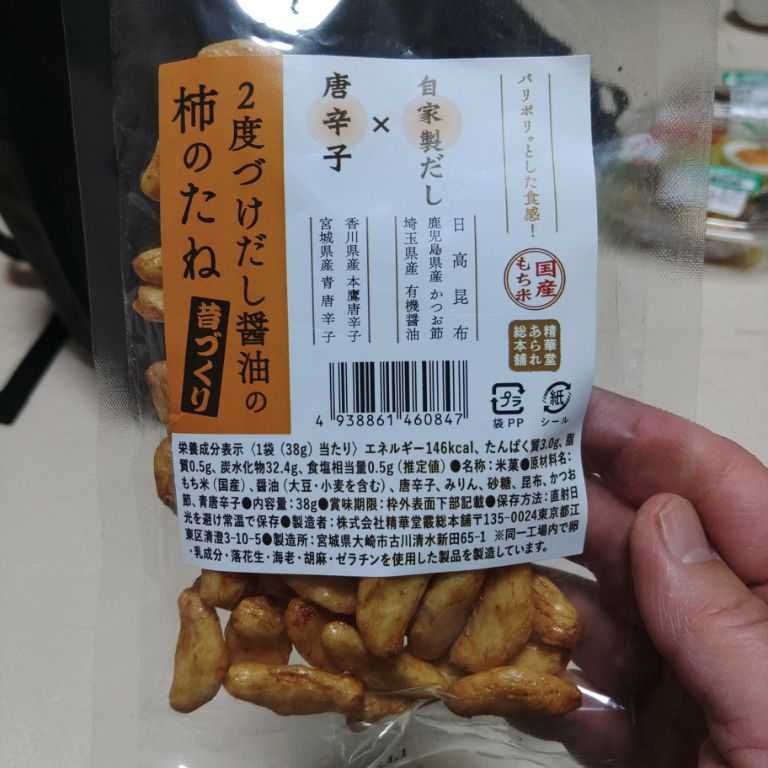 パリポリッとした食感！
国産
もち米
精華堂
あられ
総本舗
自家製だし
×
唐辛子
日高昆布
鹿児島県産 かつお節
埼玉県産 有機醤油
香川県産 本鷹唐辛子
宮城県産 青唐辛子
2度づけだし醤油の
柿のたね
昔づくり
4 938861 460847
プラ
袋PP
紙
シール
栄養成分表示〈1袋（38g）当たり〉エネルギー146kcal、たんぱく質3.0g、脂
質0.5g、炭水化物32.4g、食塩相当量0.5g（推定値）●名称：米菓●原材料名：
もち米（国産）、醤油（大豆・小麦を含む）、唐辛子、みりん、砂糖、昆布、かつお
節、青唐辛子●内容量：38g●賞味期限：枠外表面下部記載●保存方法：直射日
光を避け常温で保存●製造者：株式会社精華堂霰総本舗〒135-0024東京都江
東区清澄3-10-5●製造所：宮城県大崎市古川清水新田65-1 ※同一工場内で卵
・乳成分・落花生・海老・胡麻・ゼラチンを使用した製品を製造しています。